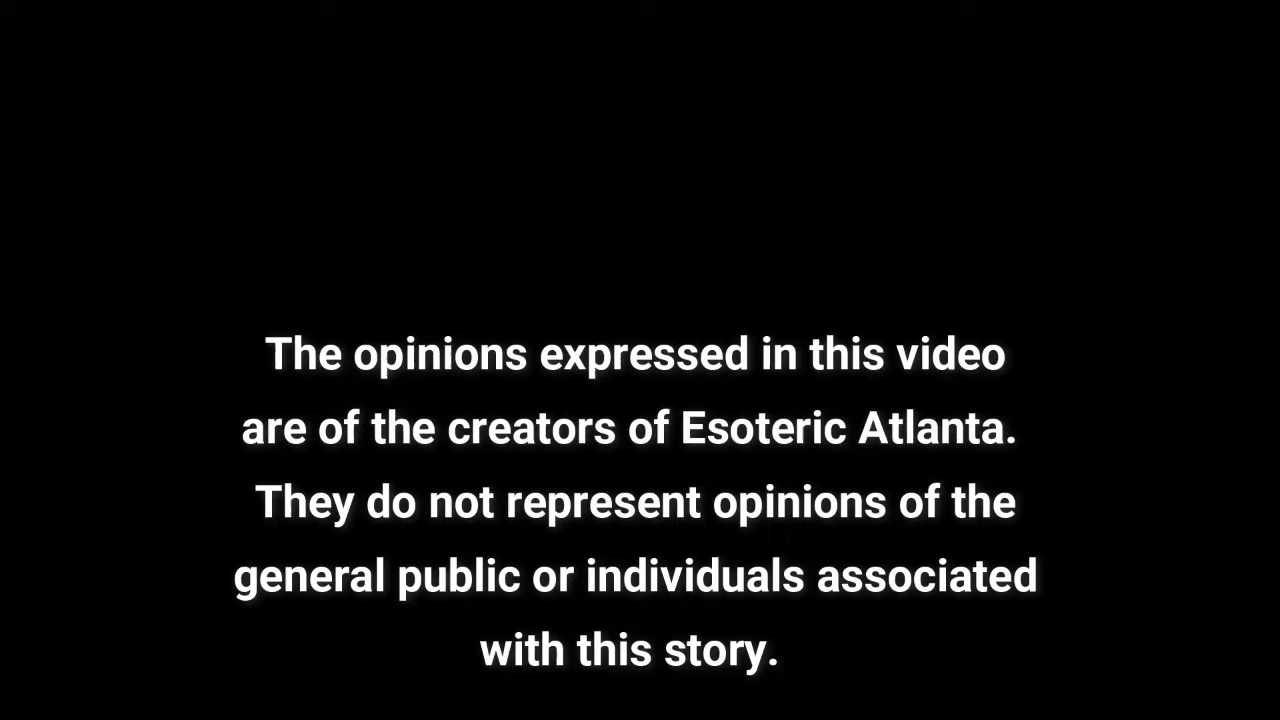 The opinions expressed in this video
are of the creators of Esoteric Atlanta.
They do not represent opinions of the
general public or individuals associated
with this story.